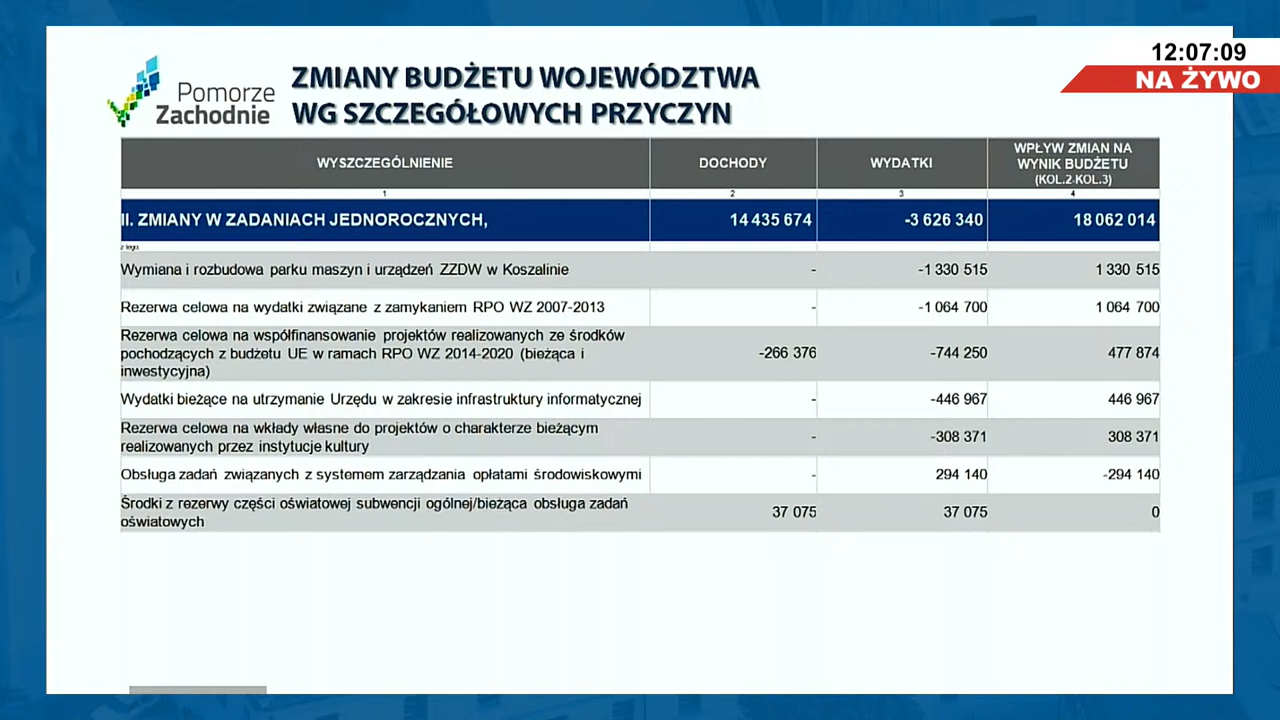 12:07:09
NA ŻYWO
Pomorze
Zachodnie
ZMIANY BUDŻETU WOJEWÓDZTWA
WG SZCZEGÓŁOWYCH PRZYCZYN
WYSZCZEGÓLNIENIE DOCHODY WYDATKI WPŁYW ZMIAN NA
WYNIK BUDŻETU
(KOL.2-KOL.3)
1 2 3 4
II. ZMIANY W ZADANIACH JEDNOROCZNYCH, 14 435 674 -3 626 340 18 062 014
z tego:
Wymiana i rozbudowa parku maszyn i urządzeń ZZDW w Koszalinie - -1 330 515 1 330 515
Rezerwa celowa na wydatki związane z zamykaniem RPO WZ 2007-2013 - -1 064 700 1 064 700
Rezerwa celowa na współfinansowanie projektów realizowanych ze środków
pochodzących z budżetu UE w ramach RPO WZ 2014-2020 (bieżąca i -266 376 -744 250 477 874
inwestycyjna)
Wydatki bieżące na utrzymanie Urzędu w zakresie infrastruktury informatycznej - -446 967 446 967
Rezerwa celowa na wkłady własne do projektów o charakterze bieżącym
realizowanych przez instytucje kultury - -308 371 308 371
Obsługa zadań związanych z systemem zarządzania opłatami środowiskowymi - 294 140 -294 140
Środki z rezerwy części oświatowej subwencji ogólnej/bieżąca obsługa zadań
oświatowych 37 075 37 075 0